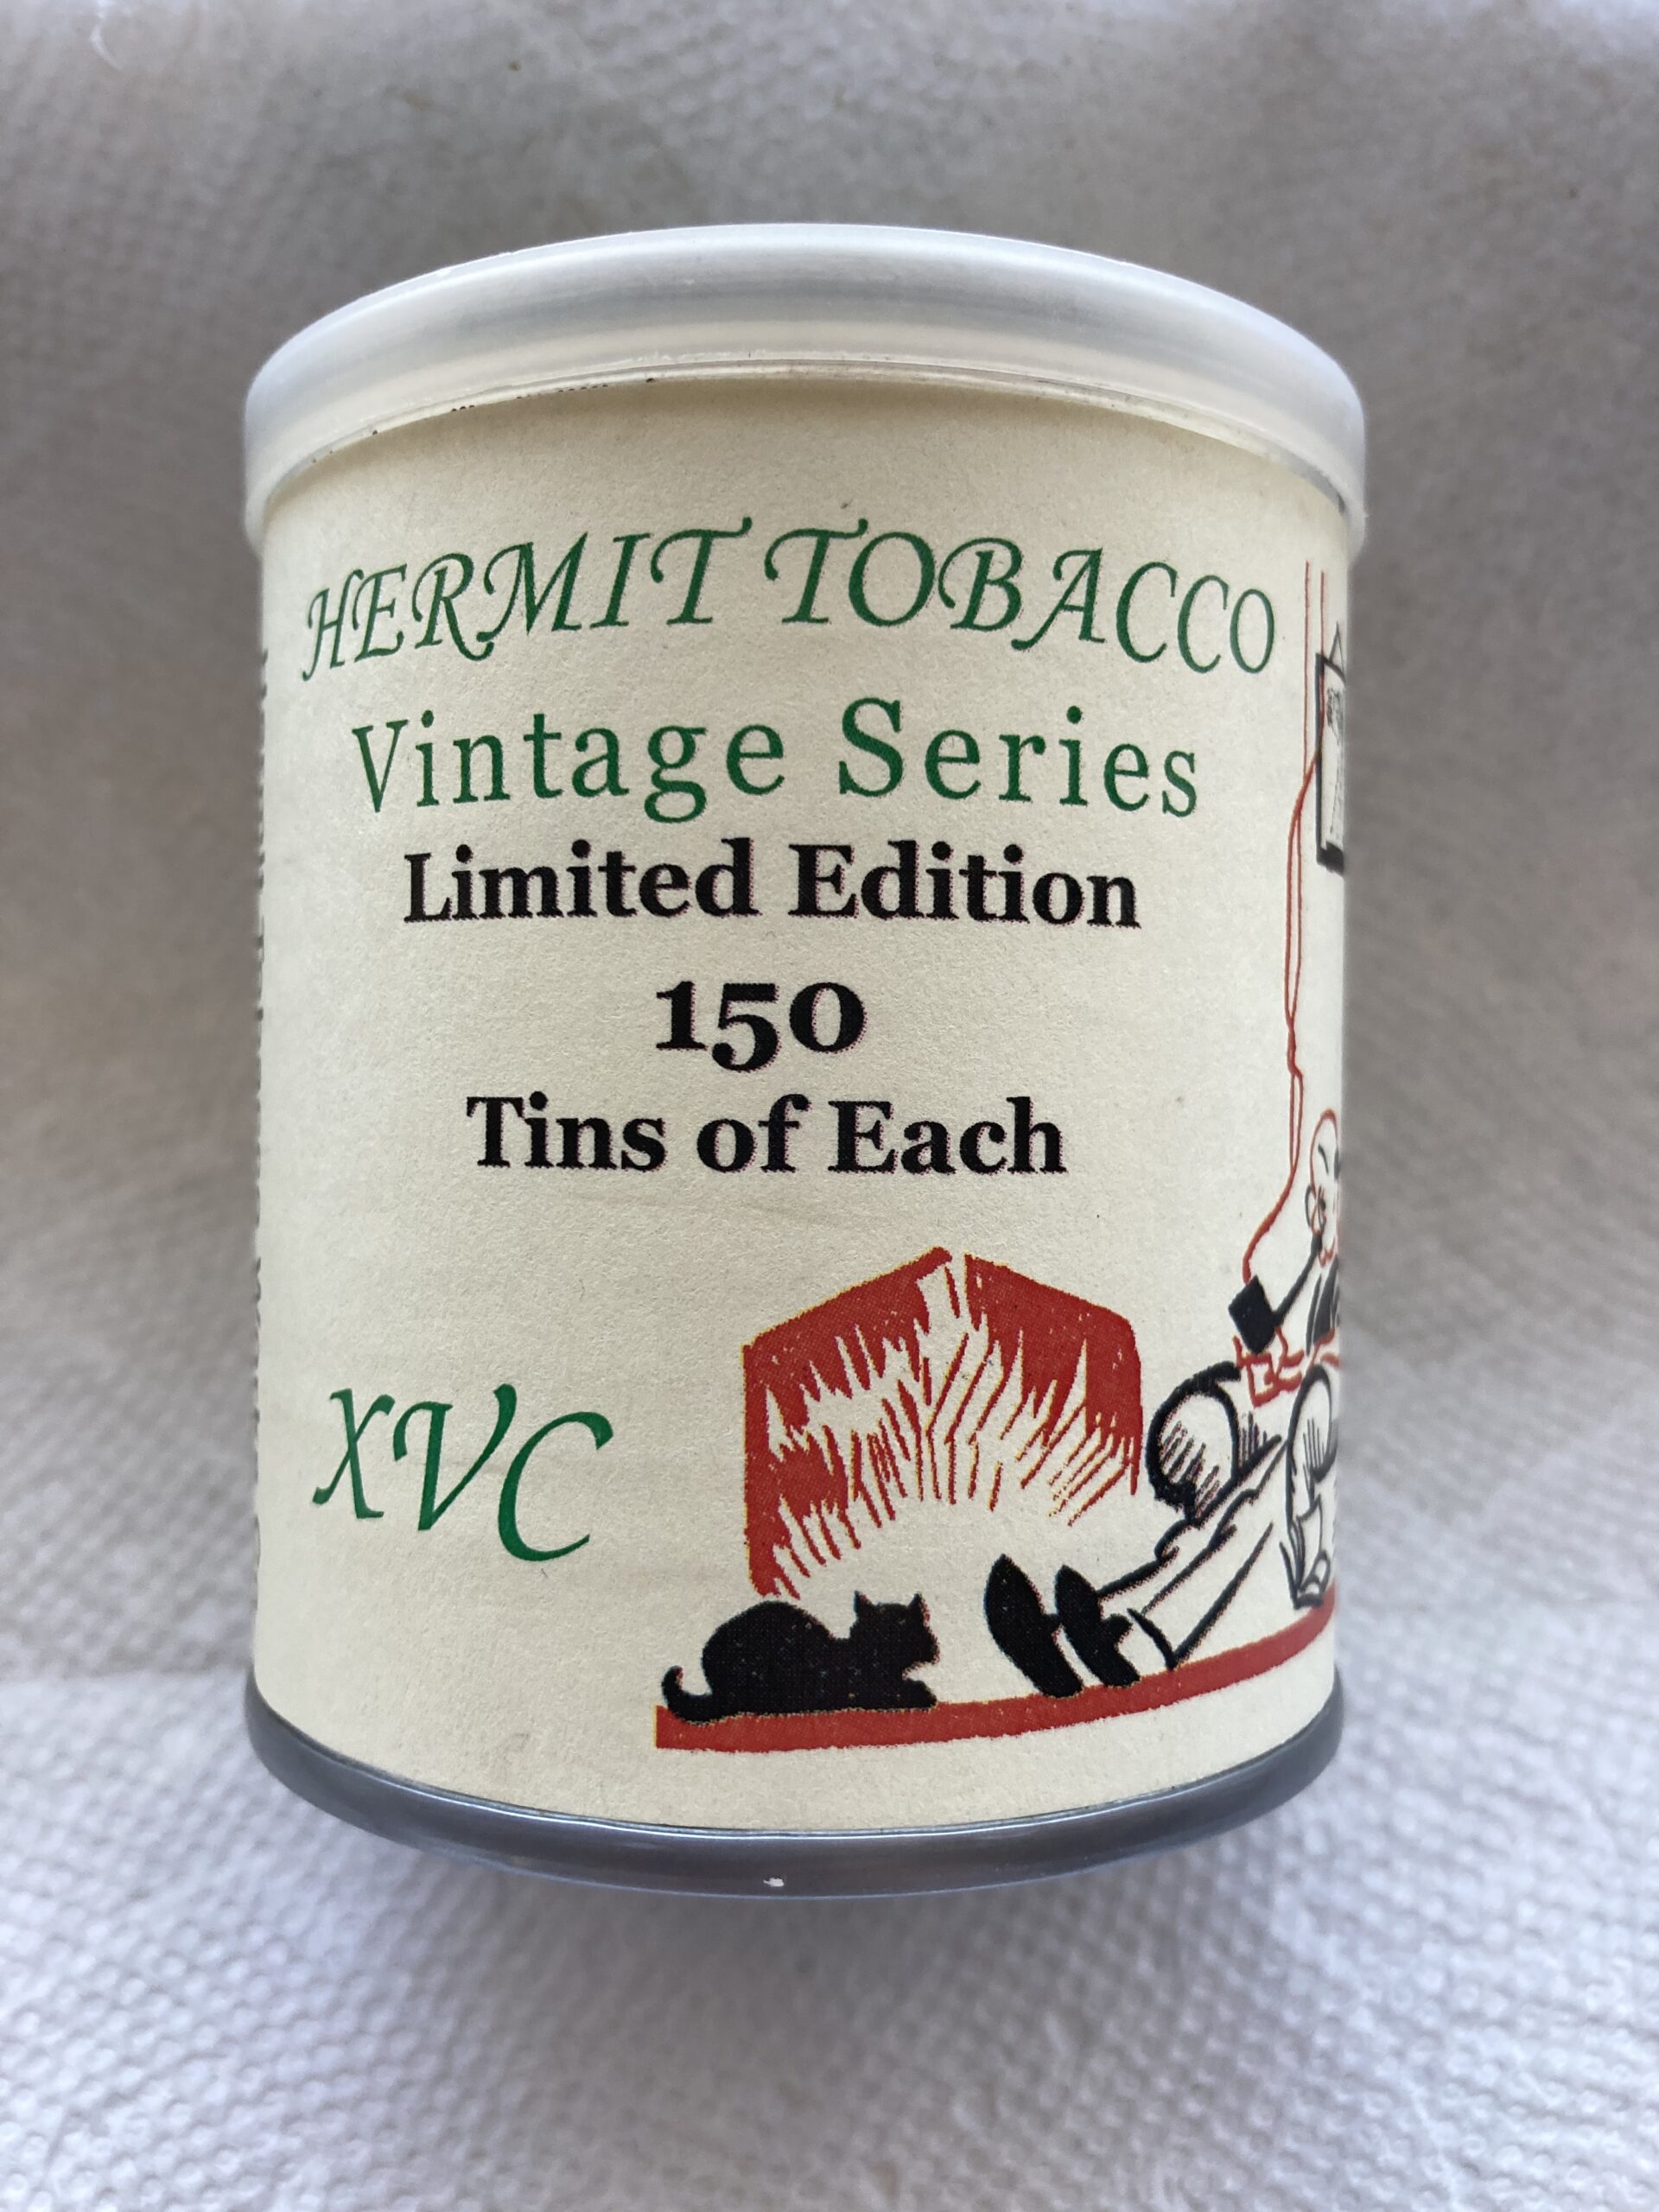 HERMIT TOBACCO
Vintage Series
Limited Edition
150
Tins of Each
XVC